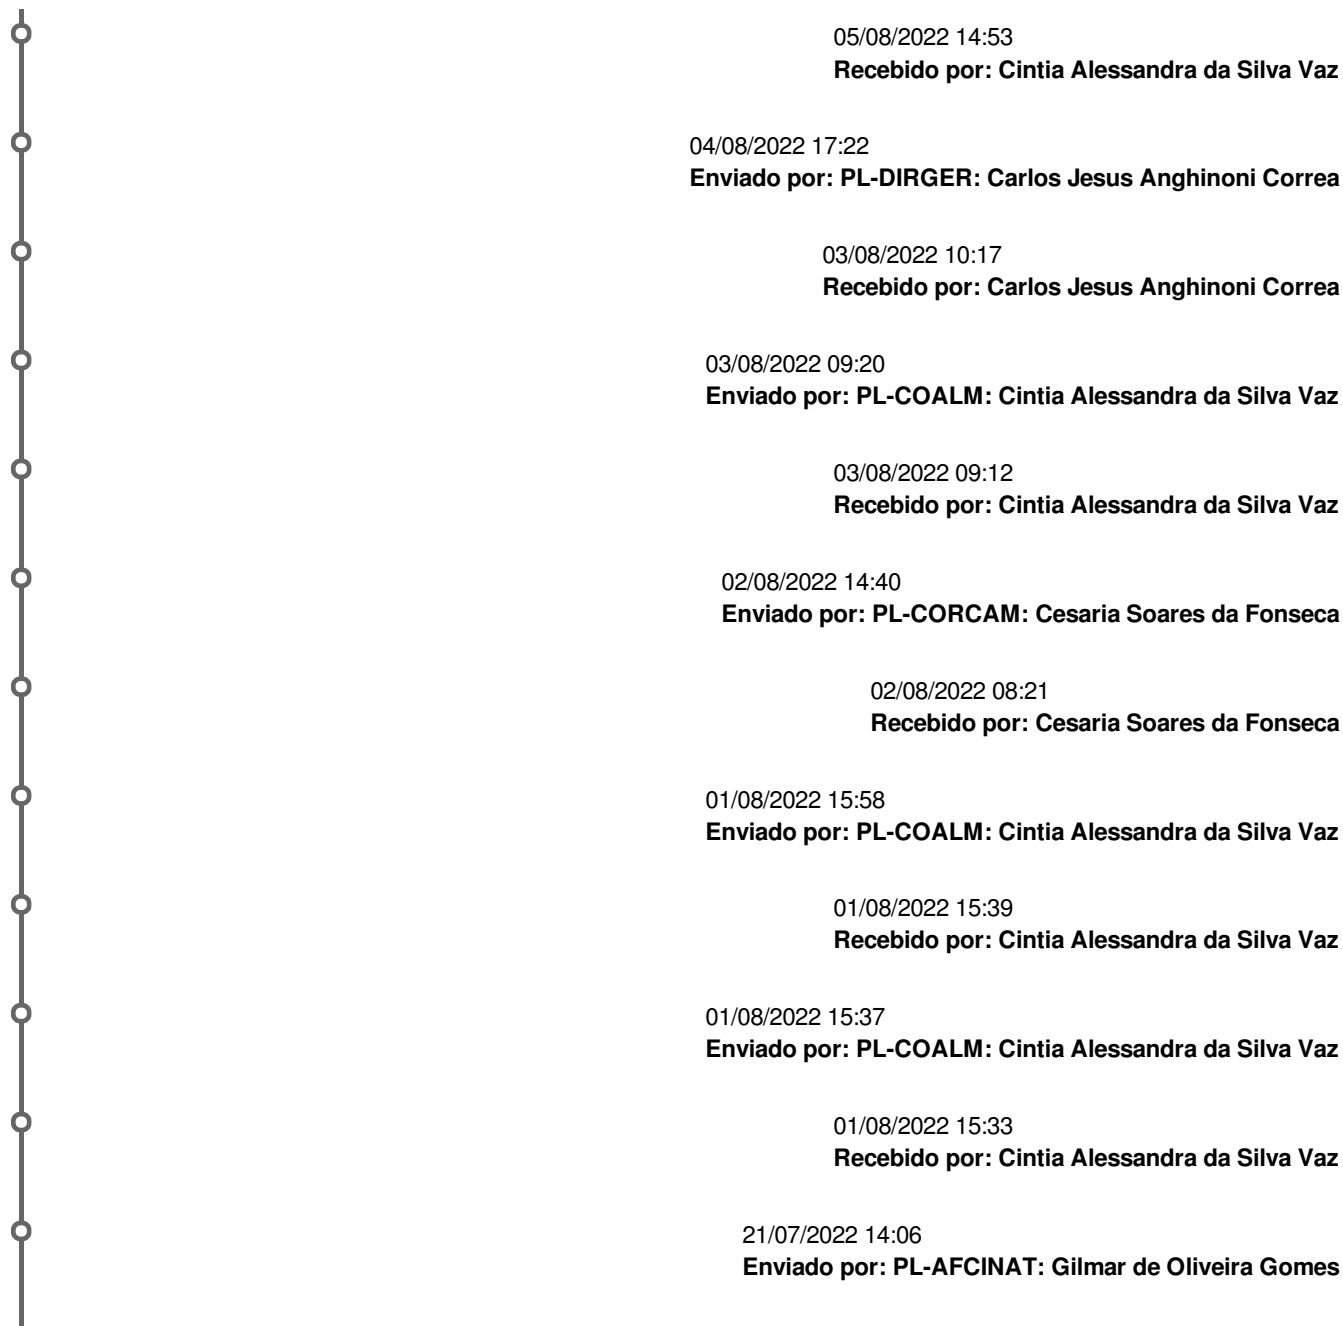 05/08/2022 14:53
Recebido por: Cintia Alessandra da Silva Vaz
04/08/2022 17:22
Enviado por: PL-DIRGER: Carlos Jesus Anghinoni Correa
03/08/2022 10:17
Recebido por: Carlos Jesus Anghinoni Correa
03/08/2022 09:20
Enviado por: PL-COALM: Cintia Alessandra da Silva Vaz
03/08/2022 09:12
Recebido por: Cintia Alessandra da Silva Vaz
02/08/2022 14:40
Enviado por: PL-CORCAM: Cesaria Soares da Fonseca
02/08/2022 08:21
Recebido por: Cesaria Soares da Fonseca
01/08/2022 15:58
Enviado por: PL-COALM: Cintia Alessandra da Silva Vaz
01/08/2022 15:39
Recebido por: Cintia Alessandra da Silva Vaz
01/08/2022 15:37
Enviado por: PL-COALM: Cintia Alessandra da Silva Vaz
01/08/2022 15:33
Recebido por: Cintia Alessandra da Silva Vaz
21/07/2022 14:06
Enviado por: PL-AFCINAT: Gilmar de Oliveira Gomes